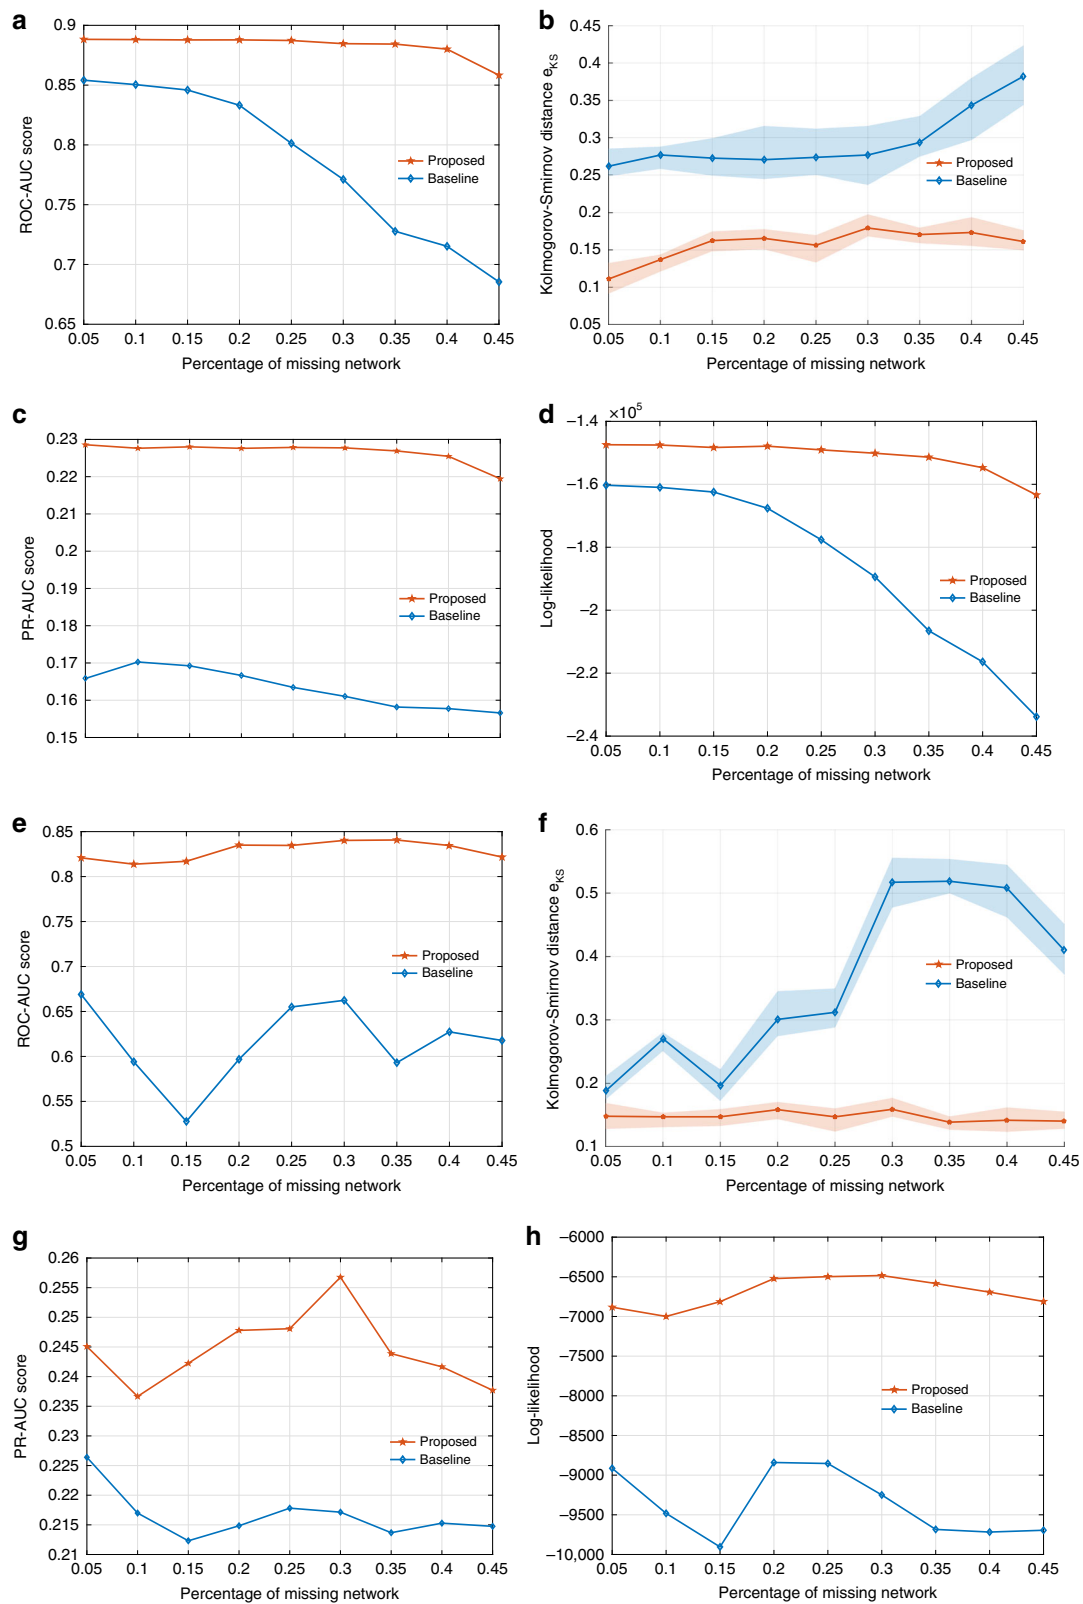 a
0.9
0.85
0.8
0.75
0.7
0.65
ROC-AUC score
Proposed
Baseline
0.05 0.1 0.15 0.2 0.25 0.3 0.35 0.4 0.45
Percentage of missing network
b
0.45
0.4
0.35
0.3
0.25
0.2
0.15
0.1
0.05
Kolmogorov-Smirnov distance eKS
Proposed
Baseline
0.05 0.1 0.15 0.2 0.25 0.3 0.35 0.4 0.45
Percentage of missing network
c
0.23
0.22
0.21
0.2
0.19
0.18
0.17
0.16
0.15
PR-AUC score
Proposed
Baseline
d
×10^5
−1.4
−1.6
−1.8
−2
−2.2
−2.4
Log-likelihood
Proposed
Baseline
0.05 0.1 0.15 0.2 0.25 0.3 0.35 0.4 0.45
Percentage of missing network
e
0.85
0.8
0.75
0.7
0.65
0.6
0.55
0.5
ROC-AUC score
Proposed
Baseline
0.05 0.1 0.15 0.2 0.25 0.3 0.35 0.4 0.45
Percentage of missing network
f
0.6
0.5
0.4
0.3
0.2
0.1
Kolmogorov-Smirnov distance eKS
Proposed
Baseline
0.05 0.1 0.15 0.2 0.25 0.3 0.35 0.4 0.45
Percentage of missing network
g
0.26
0.255
0.25
0.245
0.24
0.235
0.23
0.225
0.22
0.215
0.21
PR-AUC score
Proposed
Baseline
0.05 0.1 0.15 0.2 0.25 0.3 0.35 0.4 0.45
Percentage of missing network
h
−6000
−6500
−7000
−7500
−8000
−8500
−9000
−9500
−10,000
Log-likelihood
Proposed
Baseline
0.05 0.1 0.15 0.2 0.25 0.3 0.35 0.4 0.45
Percentage of missing network